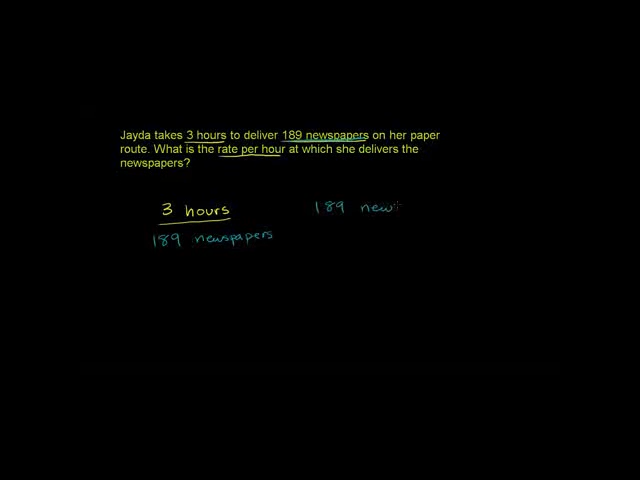 Jayda takes 3 hours to deliver 189 newspapers on her paper
route. What is the rate per hour at which she delivers the
newspapers?
3 hours 189 new
189 newspapers